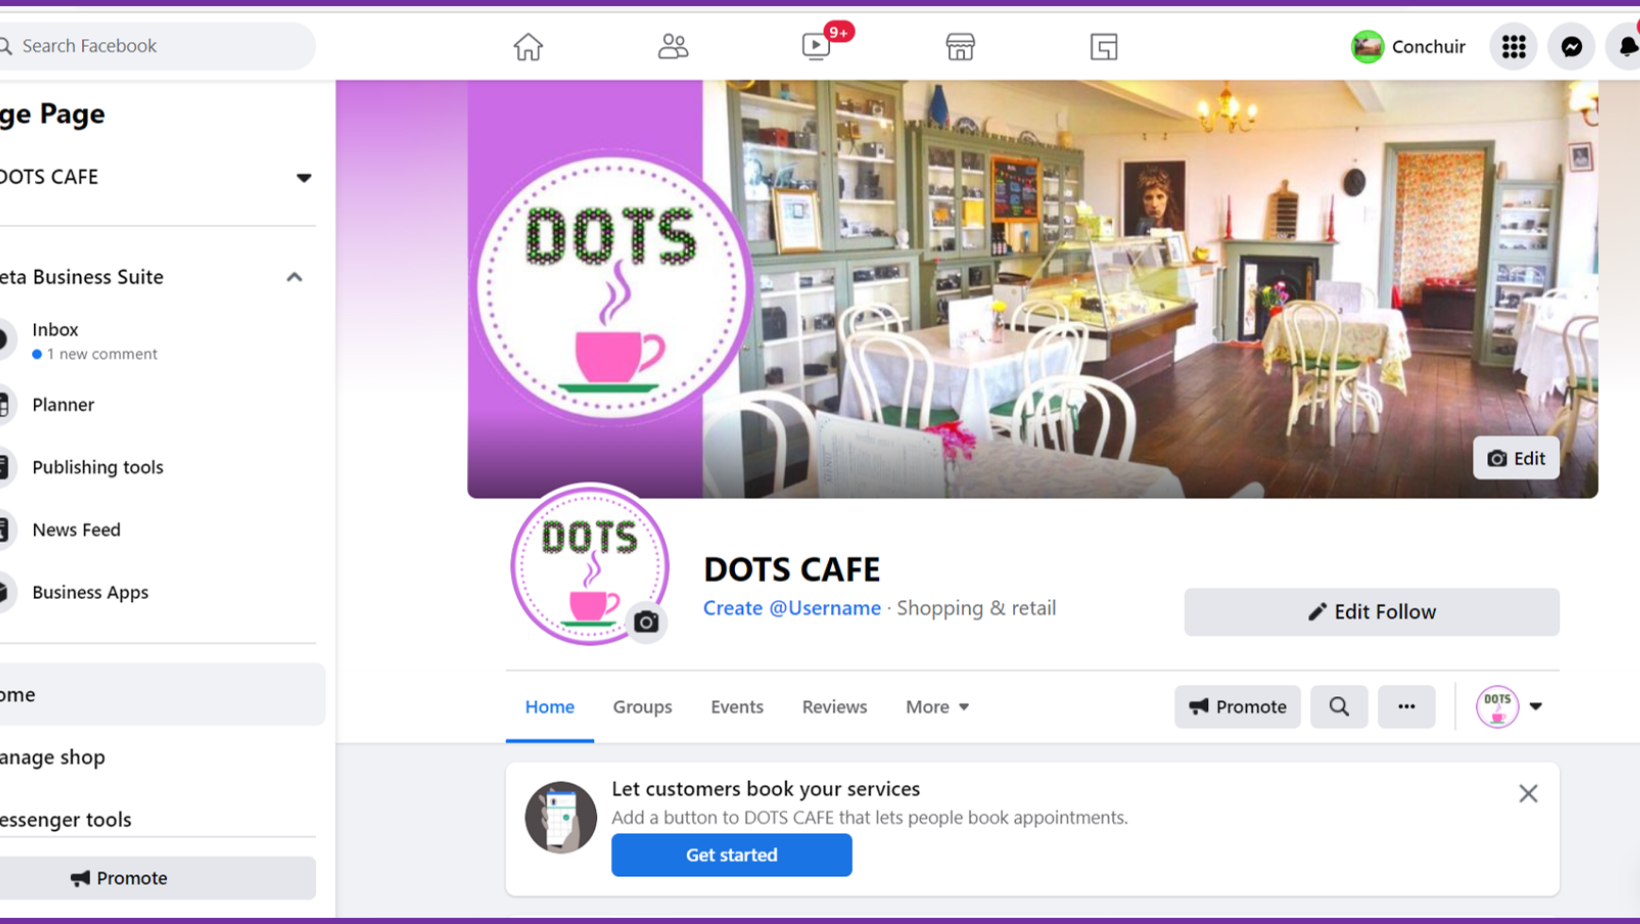 Search Facebook
9+
Conchuir
ge Page
DOTS CAFE
eta Business Suite
Inbox
1 new comment
Planner
Publishing tools
News Feed
Business Apps
ome
anage shop
essenger tools
Promote
DOTS
Edit
DOTS
DOTS CAFE
Create @Username · Shopping & retail
Edit Follow
Home
Groups
Events
Reviews
More
Promote
DOTS
Let customers book your services
Add a button to DOTS CAFE that lets people book appointments.
Get started